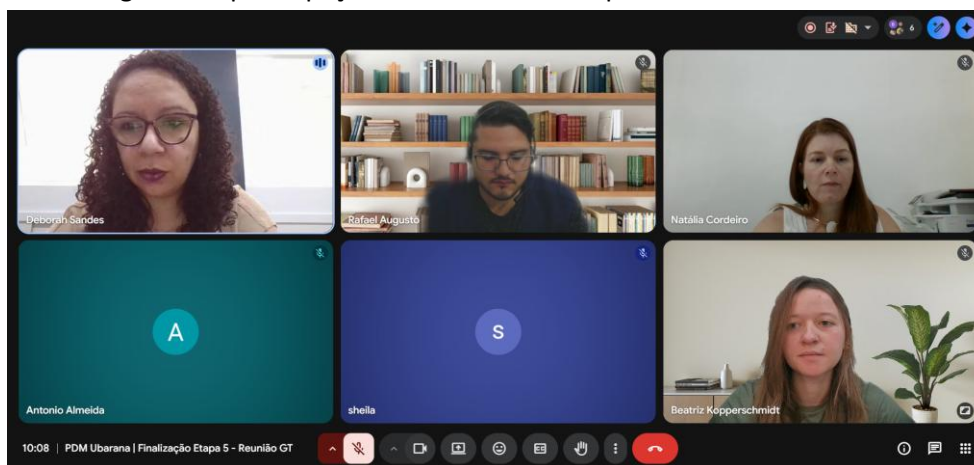 6
Deborah Sandes
Rafael Augusto
Natália Cordeiro
A
Antonio Almeida
S
sheila
Beatriz Kopperschmidt
10:08 | PDM Ubarana | Finalização Etapa 5 - Reunião GT